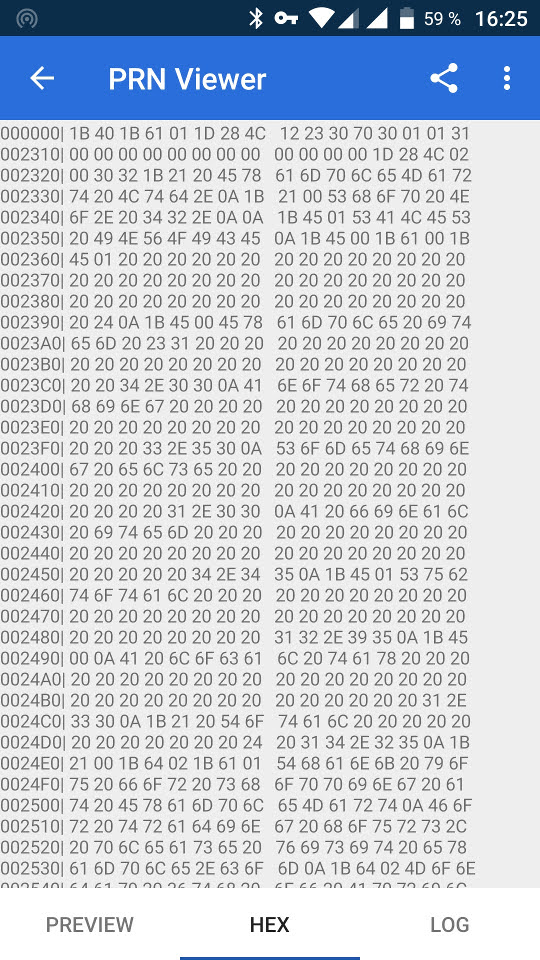 59 % 16:25
PRN Viewer
000000| 1B 40 1B 61 01 1D 28 4C 12 23 30 70 30 01 01 31
002310| 00 00 00 00 00 00 00 00 00 00 00 00 1D 28 4C 02
002320| 00 30 32 1B 21 20 45 78 61 6D 70 6C 65 4D 61 72
002330| 74 20 4C 74 64 2E 0A 1B 21 00 53 68 6F 70 20 4E
002340| 6F 2E 20 34 32 2E 0A 0A 1B 45 01 53 41 4C 45 53
002350| 20 49 4E 56 4F 49 43 45 0A 1B 45 00 1B 61 00 1B
002360| 45 01 20 20 20 20 20 20 20 20 20 20 20 20 20 20
002370| 20 20 20 20 20 20 20 20 20 20 20 20 20 20 20 20
002380| 20 20 20 20 20 20 20 20 20 20 20 20 20 20 20 20
002390| 20 24 0A 1B 45 00 45 78 61 6D 70 6C 65 20 69 74
0023A0| 65 6D 20 23 31 20 20 20 20 20 20 20 20 20 20 20
0023B0| 20 20 20 20 20 20 20 20 20 20 20 20 20 20 20 20
0023C0| 20 20 34 2E 30 30 0A 41 6E 6F 74 68 65 72 20 74
0023D0| 68 69 6E 67 20 20 20 20 20 20 20 20 20 20 20 20
0023E0| 20 20 20 20 20 20 20 20 20 20 20 20 20 20 20 20
0023F0| 20 20 20 33 2E 35 30 0A 53 6F 6D 65 74 68 69 6E
002400| 67 20 65 6C 73 65 20 20 20 20 20 20 20 20 20 20
002410| 20 20 20 20 20 20 20 20 20 20 20 20 20 20 20 20
002420| 20 20 20 20 31 2E 30 30 0A 41 20 66 69 6E 61 6C
002430| 20 69 74 65 6D 20 20 20 20 20 20 20 20 20 20 20
002440| 20 20 20 20 20 20 20 20 20 20 20 20 20 20 20 20
002450| 20 20 20 20 20 34 2E 34 35 0A 1B 45 01 53 75 62
002460| 74 6F 74 61 6C 20 20 20 20 20 20 20 20 20 20 20
002470| 20 20 20 20 20 20 20 20 20 20 20 20 20 20 20 20
002480| 20 20 20 20 20 20 20 20 31 32 2E 39 35 0A 1B 45
002490| 00 0A 41 20 6C 6F 63 61 6C 20 74 61 78 20 20 20
0024A0| 20 20 20 20 20 20 20 20 20 20 20 20 20 20 20 20
0024B0| 20 20 20 20 20 20 20 20 20 20 20 20 20 20 31 2E
0024C0| 33 30 0A 1B 21 20 54 6F 74 61 6C 20 20 20 20 20
0024D0| 20 20 20 20 20 20 20 24 20 31 34 2E 32 35 0A 1B
0024E0| 21 00 1B 64 02 1B 61 01 54 68 61 6E 6B 20 79 6F
0024F0| 75 20 66 6F 72 20 73 68 6F 70 70 69 6E 67 20 61
002500| 74 20 45 78 61 6D 70 6C 65 4D 61 72 74 0A 46 6F
002510| 72 20 74 72 61 64 69 6E 67 20 68 6F 75 72 73 2C
002520| 20 70 6C 65 61 73 65 20 76 69 73 69 74 20 65 78
002530| 61 6D 70 6C 65 2E 63 6F 6D 0A 1B 64 02 4D 6F 6E
PREVIEW HEX LOG